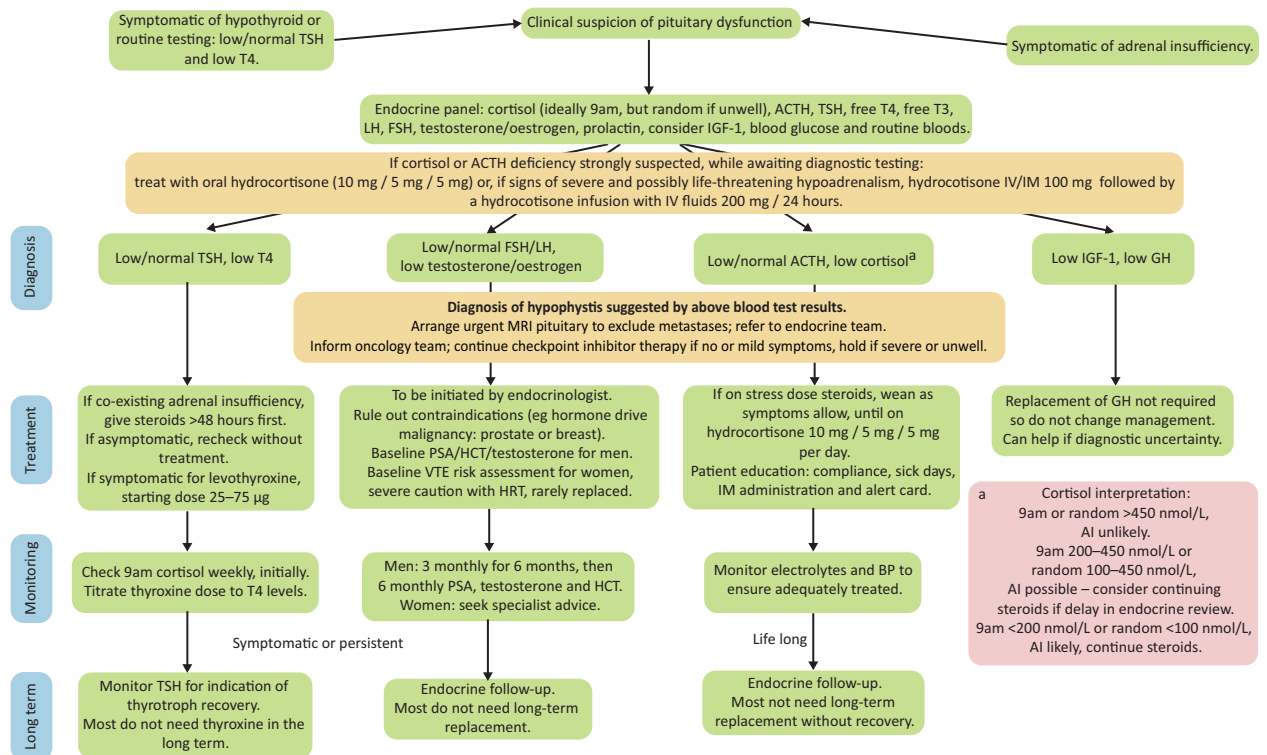 Symptomatic of hypothyroid or
routine testing: low/normal TSH
and low T4.
Clinical suspicion of pituitary dysfunction
Symptomatic of adrenal insufficiency.
Endocrine panel: cortisol (ideally 9am, but random if unwell), ACTH, TSH, free T4, free T3,
LH, FSH, testosterone/oestrogen, prolactin, consider IGF-1, blood glucose and routine bloods.
If cortisol or ACTH deficiency strongly suspected, while awaiting diagnostic testing:
treat with oral hydrocortisone (10 mg / 5 mg / 5 mg) or, if signs of severe and possibly life-threatening hypoadrenalism, hydrocotisone IV/IM 100 mg followed by
a hydrocotisone infusion with IV fluids 200 mg / 24 hours.
Diagnosis
Low/normal TSH, low T4
Low/normal FSH/LH,
low testosterone/oestrogen
Low/normal ACTH, low cortisolª
Low IGF-1, low GH
Diagnosis of hypophystis suggested by above blood test results.
Arrange urgent MRI pituitary to exclude metastases; refer to endocrine team.
Inform oncology team; continue checkpoint inhibitor therapy if no or mild symptoms, hold if severe or unwell.
Treatment
If co-existing adrenal insufficiency,
give steroids >48 hours first.
If asymptomatic, recheck without
treatment.
If symptomatic for levothyroxine,
starting dose 25–75 µg
To be initiated by endocrinologist.
Rule out contraindications (eg hormone drive
malignancy: prostate or breast).
Baseline PSA/HCT/testosterone for men.
Baseline VTE risk assessment for women,
severe caution with HRT, rarely replaced.
If on stress dose steroids, wean as
symptoms allow, until on
hydrocortisone 10 mg / 5 mg / 5 mg
per day.
Patient education: compliance, sick days,
IM administration and alert card.
Replacement of GH not required
so do not change management.
Can help if diagnostic uncertainty.
a Cortisol interpretation:
9am or random >450 nmol/L,
AI unlikely.
9am 200–450 nmol/L or
random 100–450 nmol/L,
AI possible – consider continuing
steroids if delay in endocrine review.
9am <200 nmol/L or random <100 nmol/L,
AI likely, continue steroids.
Monitoring
Check 9am cortisol weekly, initially.
Titrate thyroxine dose to T4 levels.
Men: 3 monthly for 6 months, then
6 monthly PSA, testosterone and HCT.
Women: seek specialist advice.
Monitor electrolytes and BP to
ensure adequately treated.
Symptomatic or persistent
Life long
Long term
Monitor TSH for indication of
thyrotroph recovery.
Most do not need thyroxine in the
long term.
Endocrine follow-up.
Most do not need long-term
replacement.
Endocrine follow-up.
Most not need long-term
replacement without recovery.